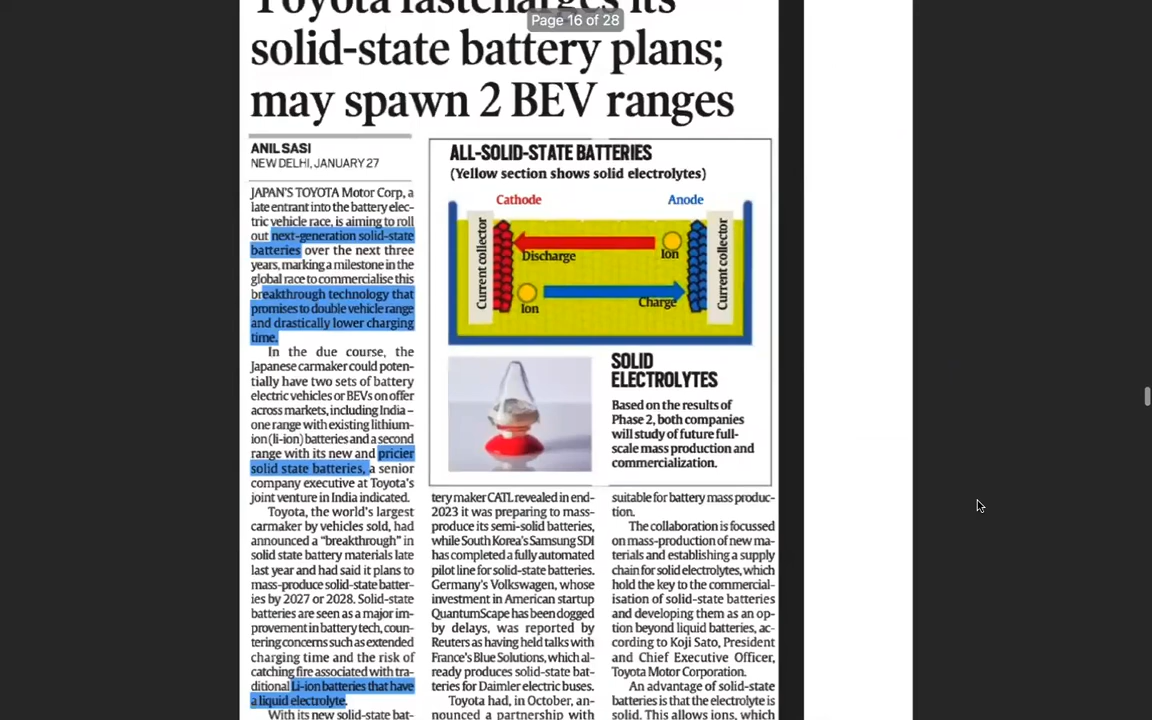 Toyota fastcharges its
Page 16 of 28
solid-state battery plans;
may spawn 2 BEV ranges
ANIL SASI
NEW DELHI, JANUARY 27
JAPAN'S TOYOTA Motor Corp, a
late entrant into the battery elec-
tric vehicle race, is aiming to roll
out next-generation solid-state
batteries over the next three
years, marking a milestone in the
global race to commercialise this
breakthrough technology that
promises to double vehicle range
and drastically lower charging
time.
In the due course, the
Japanese carmaker could poten-
tially have two sets of battery
electric vehicles or BEVs on offer
across markets, including India –
one range with existing lithium-
ion (li-ion) batteries and a second
range with its new and pricier
solid state batteries, a senior
company executive at Toyota's
joint venture in India indicated.
Toyota, the world's largest
carmaker by vehicles sold, had
announced a "breakthrough" in
solid state battery materials late
last year and had said it plans to
mass-produce solid-state batter-
ies by 2027 or 2028. Solid-state
batteries are seen as a major im-
provement in battery tech, coun-
tering concerns such as extended
charging time and the risk of
catching fire associated with tra-
ditional Li-ion batteries that have
a liquid electrolyte.
With its new solid-state bat-
ALL-SOLID-STATE BATTERIES
(Yellow section shows solid electrolytes)
Cathode
Anode
Current collector
Discharge
Ion
Ion
Charge
Current collector
SOLID
ELECTROLYTES
Based on the results of
Phase 2, both companies
will study of future full-
scale mass production and
commercialization.
tery maker CATL revealed in end-
2023 it was preparing to mass-
produce its semi-solid batteries,
while South Korea's Samsung SDI
has completed a fully automated
pilot line for solid-state batteries.
Germany's Volkswagen, whose
investment in American startup
QuantumScape has been dogged
by delays, was reported by
Reuters as having held talks with
France's Blue Solutions, which al-
ready produces solid-state bat-
teries for Daimler electric buses.
Toyota had, in October, an-
nounced a partnership with
suitable for battery mass produc-
tion.
The collaboration is focussed
on mass-production of new ma-
terials and establishing a supply
chain for solid electrolytes, which
hold the key to the commercial-
isation of solid-state batteries
and developing them as an op-
tion beyond liquid batteries, ac-
cording to Koji Sato, President
and Chief Executive Officer,
Toyota Motor Corporation.
An advantage of solid-state
batteries is that the electrolyte is
solid. This allows ions, which